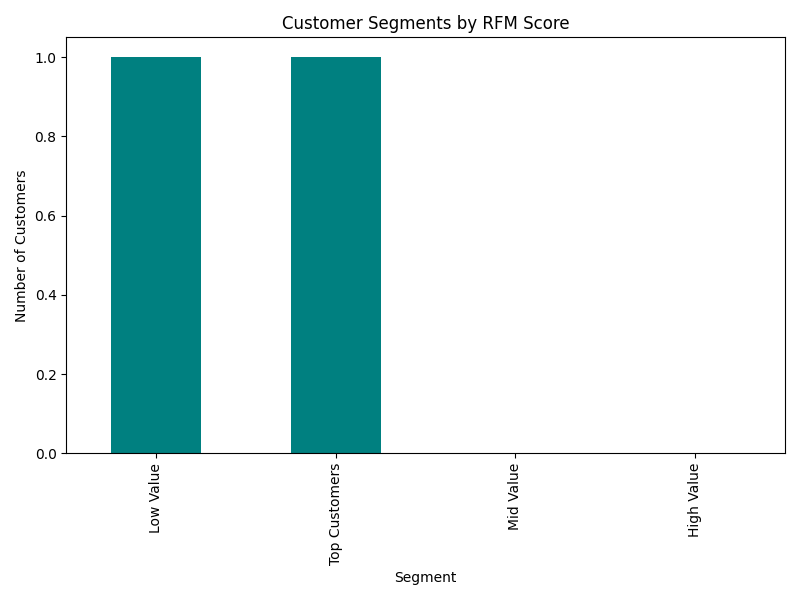 Customer Segments by RFM Score
Number of Customers
1.0
0.8
0.6
0.4
0.2
0.0
Low Value
Top Customers
Mid Value
High Value
Segment